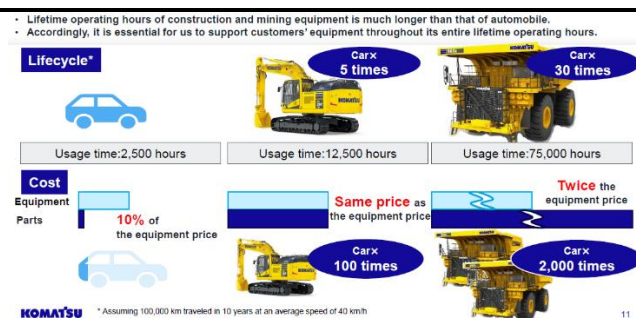 • Lifetime operating hours of construction and mining equipment is much longer than that of automobile.
• Accordingly, it is essential for us to support customers' equipment throughout its entire lifetime operating hours.
Lifecycle*
Car×
5 times
Car×
30 times
KOMATSU
Usage time:2,500 hours
Usage time:12,500 hours
Usage time:75,000 hours
Cost
Equipment
Parts
10% of
the equipment price
Same price as
the equipment price
Twice the
equipment price
Car×
100 times
Car×
2,000 times
KOMATSU
* Assuming 100,000 km traveled in 10 years at an average speed of 40 km/h
11